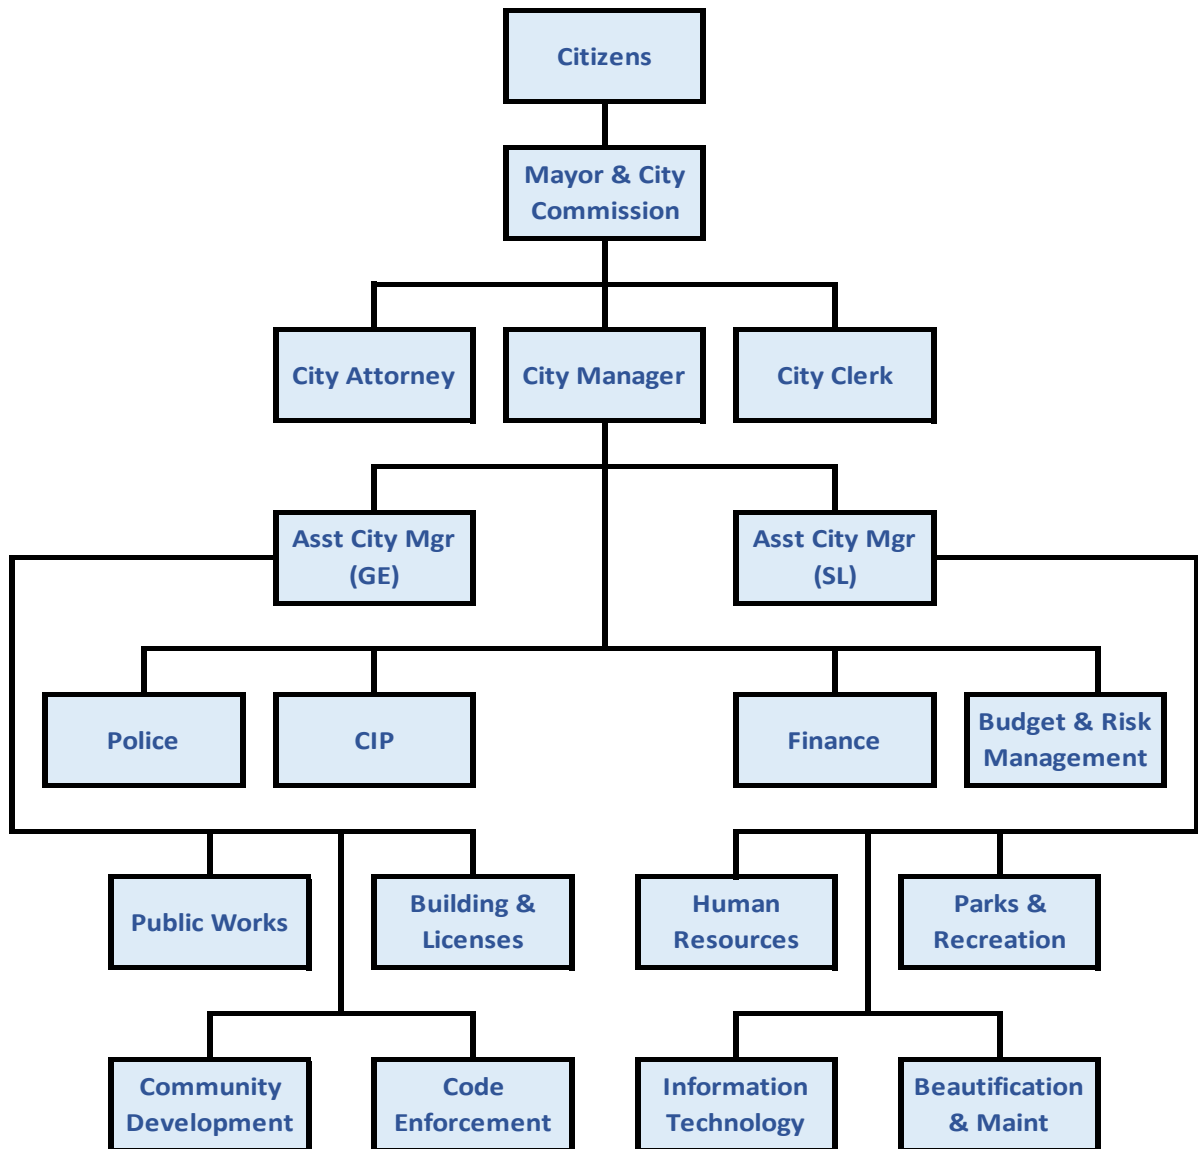 Citizens
Mayor & City
Commission
City Attorney
City Manager
City Clerk
Asst City Mgr
(GE)
Asst City Mgr
(SL)
Police
CIP
Finance
Budget & Risk
Management
Public Works
Building &
Licenses
Human
Resources
Parks &
Recreation
Community
Development
Code
Enforcement
Information
Technology
Beautification
& Maint